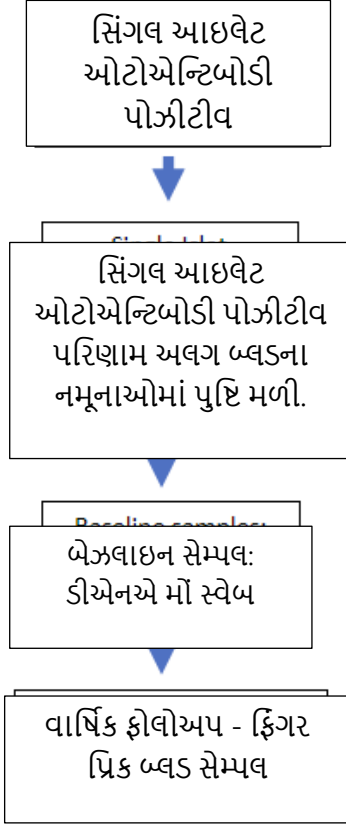 સિંગલ આઇલેટ
ઓટોએન્ટિબોડી
પોઝીટીવ
સિંગલ આઇલેટ
ઓટોએન્ટિબોડી પોઝીટીવ
પરિણામ અલગ બ્લડના
નમૂનાઓમાં પુષ્ટિ મળી.
બેઝલાઇન સેમ્પલ:
ડીએનએ મોં સ્વેબ
વાર્ષિક ફોલોઅપ - ફિંગર
પ્રિક બ્લડ સેમ્પલ